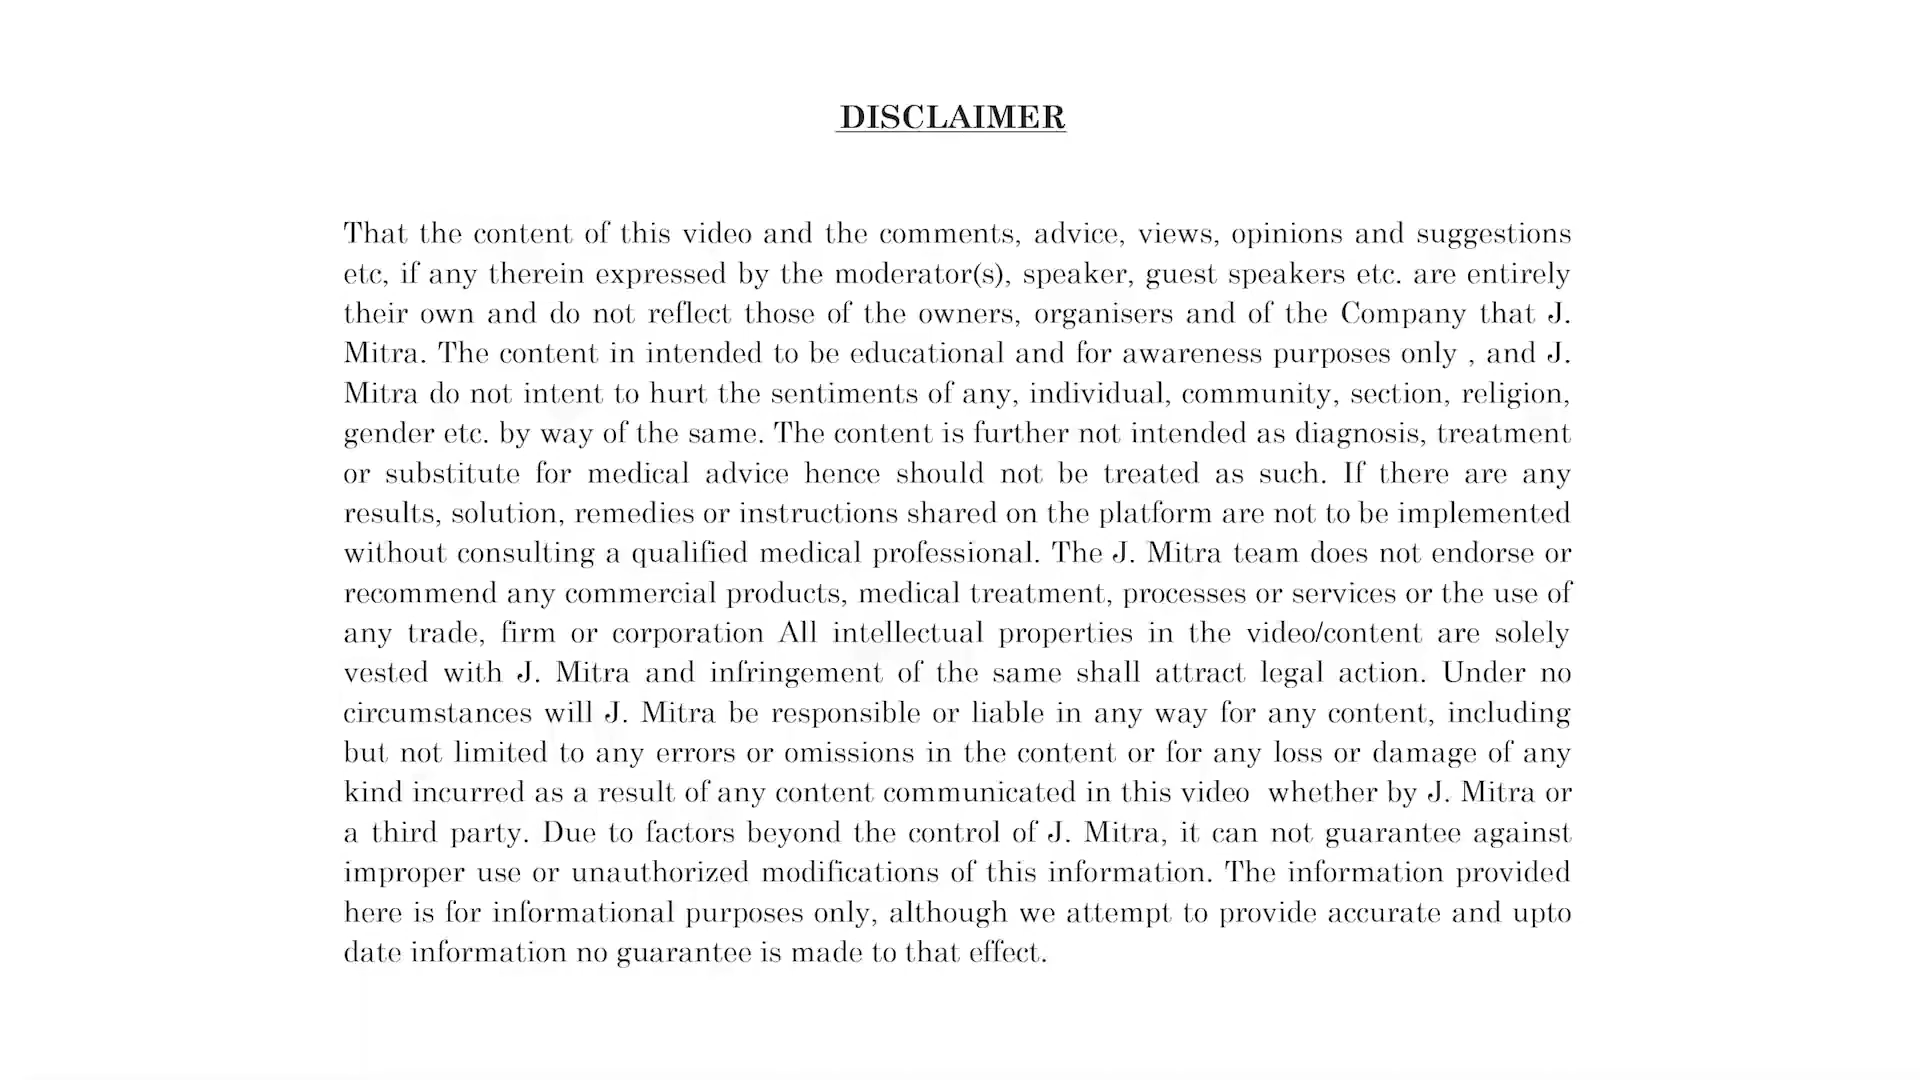 DISCLAIMER
That the content of this video and the comments, advice, views, opinions and suggestions
etc, if any therein expressed by the moderator(s), speaker, guest speakers etc. are entirely
their own and do not reflect those of the owners, organisers and of the Company that J.
Mitra. The content in intended to be educational and for awareness purposes only , and J.
Mitra do not intent to hurt the sentiments of any, individual, community, section, religion,
gender etc. by way of the same. The content is further not intended as diagnosis, treatment
or substitute for medical advice hence should not be treated as such. If there are any
results, solution, remedies or instructions shared on the platform are not to be implemented
without consulting a qualified medical professional. The J. Mitra team does not endorse or
recommend any commercial products, medical treatment, processes or services or the use of
any trade, firm or corporation All intellectual properties in the video/content are solely
vested with J. Mitra and infringement of the same shall attract legal action. Under no
circumstances will J. Mitra be responsible or liable in any way for any content, including
but not limited to any errors or omissions in the content or for any loss or damage of any
kind incurred as a result of any content communicated in this video  whether by J. Mitra or
a third party. Due to factors beyond the control of J. Mitra, it can not guarantee against
improper use or unauthorized modifications of this information. The information provided
here is for informational purposes only, although we attempt to provide accurate and upto
date information no guarantee is made to that effect.